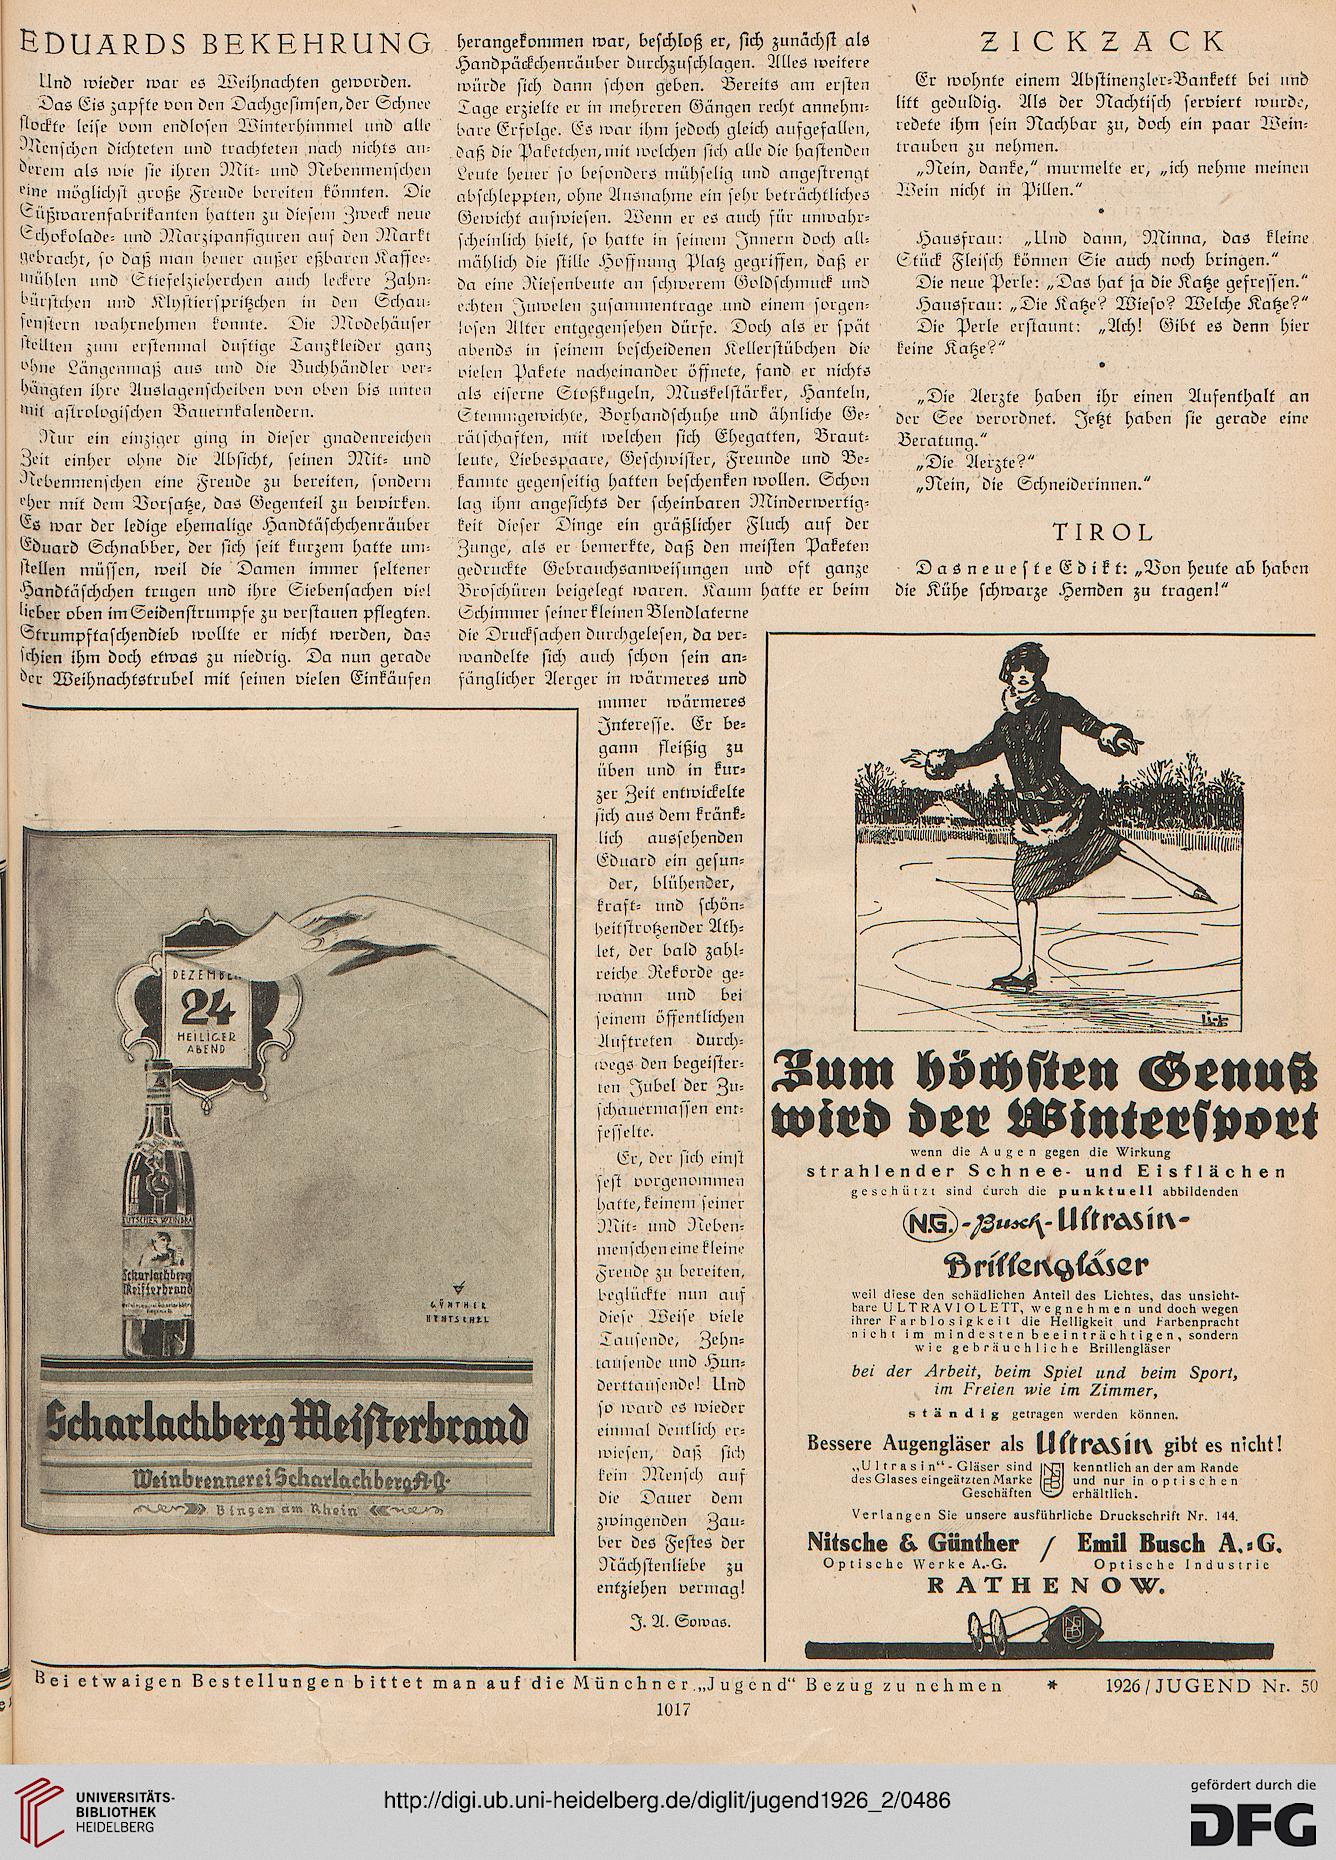 EDUARDS BEKEHRUNG
Und wieder war es Weihnachten geworden.
Das Eis zapfte von den Dachgesimsen, der Schnee
flockte leise vom endlosen Winterhimmel und alle
Menschen dichteten und trachteten nach nichts an-
derem als wie sie ihren Mit- und Nebenmenschen
eine möglichst große Freude bereiten könnten. Die
Süßwarenfabrikanten hatten zu diesem Zweck neue
Schokolade- und Marzipanfiguren auf den Markt
gebracht, so daß man heuer außer eßbaren Kaffee-
mühlen und Stiefelzieherchen auch leckere Zahn-
bürstchen und Klystierspritzchen in den Schau-
fenstern wahrnehmen konnte. Die Modehäuser
stellten zum erstenmal duftige Tanzkleider ganz
ohne Längenmaß aus und die Buchhändler ver-
hängten ihre Auslagenscheiben von oben bis unten
mit astrologischen Bauernkalendern.
Nur ein einziger ging in dieser gnadenreichen
Zeit einher ohne die Absicht, seinen Mit- und
Nebenmenschen eine Freude zu bereiten, sondern
eher mit dem Vorsatze, das Gegenteil zu bewirken.
Es war der ledige ehemalige Handtäschchenräuber
Eduard Schnabber, der sich seit kurzem hatte um-
stellen müssen, weil die Damen immer seltener
Handtäschchen trugen und ihre Siebensachen viel
lieber oben im Seidenstrumpfe zu verstauen pflegten.
Strumpftaschendieb wollte er nicht werden, das
schien ihm doch etwas zu niedrig. Da nun gerade
der Weihnachtstrubel mit seinen vielen Einkäufen
herangekommen war, beschloß er, sich zunächst als
Handpäckchenräuber durchzuschlagen. Alles weitere
würde sich dann schon geben. Bereits am ersten
Tage erzielte er in mehreren Gängen recht annehm-
bare Erfolge. Es war ihm jedoch gleich aufgefallen,
daß die Paketchen, mit welchen sich alle die hastenden
Leute heuer so besonders mühselig und angestrengt
abschleppten, ohne Ausnahme ein sehr beträchtliches
Gewicht aufwiesen. Wenn er es auch für unwahr-
scheinlich hielt, so hatte in seinem Innern doch all-
mählich die stille Hoffnung Platz gegriffen, daß er
da eine Riesenbeute an schwerem Goldschmuck und
echten Juwelen zusammentrage und einem sorgen-
losen Alter entgegensehen dürfe. Doch als er spät
abends in seinem bescheidenen Kellerstübchen die
vielen Pakete nacheinander öffnete, fand er nichts
als eiserne Stoßkugeln, Muskelstärker, Hanteln,
Stemmgewichte, Boxhandschuhe und ähnliche Ge-
rätschaften, mit welchen sich Ehegatten, Braut-
leute, Liebespaare, Geschwister, Freunde und Be-
kannte gegenseitig hatten beschenken wollen. Schon
lag ihm angesichts der scheinbaren Minderwertig-
keit dieser Dinge ein gräßlicher Fluch auf der
Zunge, als er bemerkte, daß den meisten Paketen
gedruckte Gebrauchsanweisungen und oft ganze
Broschüren beigelegt waren. Kaum hatte er beim
Schimmer seiner kleinen Blendlaterne
die Drucksachen durchgelesen, da ver-
wandelte sich auch schon sein an-
fänglicher Aerger in wärmeres und
immer wärmeres
Interesse. Er be-
gann fleißig zu
üben und in kur-
zer Zeit entwickelte
sich aus dem kränk-
lich aussehenden
Eduard ein gesun-
der, blühender,
kraft- und schön-
heitstrotzender Ath-
let, der bald zahl-
reiche Rekorde ge-
wann und bei
seinem öffentlichen
Auftreten durch-
wegs den begeister-
ten Jubel der Zu-
schauermassen ent-
fesselte.
Er, der sich einst
fest vorgenommen
hatte, keinem seiner
Mit- und Neben-
menschen eine kleine
Freude zu bereiten,
beglückte nun auf
diese Weise viele
Tausende, Zehn-
tausende und Hun-
derttausende! Und
so ward es wieder
einmal deutlich er-
wiesen, daß sich
kein Mensch auf
die Dauer dem
zwingenden Zau-
ber des Festes der
Nächstenliebe zu
entziehen vermag!
J. A. Sowas.
ZICKZACK
Er wohnte einem Abstinenzler-Bankett bei und
litt geduldig. Als der Nachtisch serviert wurde,
redete ihm sein Nachbar zu, doch ein paar Wein-
trauben zu nehmen.
„Nein, danke,“ murmelte er, „ich nehme meinen
Wein nicht in Pillen.“
•
Hausfrau: „Und dann, Minna, das kleine
Stück Fleisch können Sie auch noch bringen.“
Die neue Perle: „Das hat ja die Katze gefressen.“
Hausfrau: „Die Katze? Wieso? Welche Katze?“
Die Perle erstaunt: „Ach! Gibt es denn hier
keine Katze?“
•
„Die Aerzte haben ihr einen Aufenthalt an
der See verordnet. Jetzt haben sie gerade eine
Beratung.“
„Die Aerzte?“
„Nein, die Schneiderinnen.“
TIROL
Das neueste Edikt: „Von heute ab haben
die Kühe schwarze Hemden zu tragen!“
DEZEMBE
24
HEILIGER
ABEND
Scharlachberg
Meisterbrand
GÜNTHER
HENTSCHEL
Scharlachberg Meisterbrand
Weinbrennerei Scharlachberg A.G.
Bingen am Rhein
Zum höchsten Genuß
wird der Wintersport
wenn die Augen gegen die Wirkung
strahlender Schnee- und Eisflächen
geschützt sind durch die punktuell abbildenden
N.G.-Busch-Ultrasin-
Brillengläser
weil diese den schädlichen Anteil des Lichtes, das unsicht-
bare ULTRAVIOLETT, wegnehmen und doch wegen
ihrer Farblosigkeit die Helligkeit und Farbenpracht
nicht im mindesten beeinträchtigen, sondern
wie gebräuchliche Brillengläser
bei der Arbeit, beim Spiel und beim Sport,
im Freien wie im Zimmer,
ständig getragen werden können.
Bessere Augengläser als Ultrasin gibt es nicht!
„Ultrasin“-Gläser sind
des Glases eingeätzten Marke
Geschäften
kenntlich an der am Rande
und nur in optischen
erhältlich.
Verlangen Sie unsere ausführliche Druckschrift Nr. 144.
Nitsche & Günther / Emil Busch A.-G.
Optische Werke A.-G. Optische Industrie
RATHENOW.
Bei etwaigen Bestellungen bittet man auf die Münchner „Jugend“ Bezug zu nehmen * 1926 / JUGEND Nr. 50
1017
UNIVERSITÄTS-
BIBLIOTHEK
HEIDELBERG
http://digi.ub.uni-heidelberg.de/diglit/jugend1926_2/0486
gefördert durch die
DFG